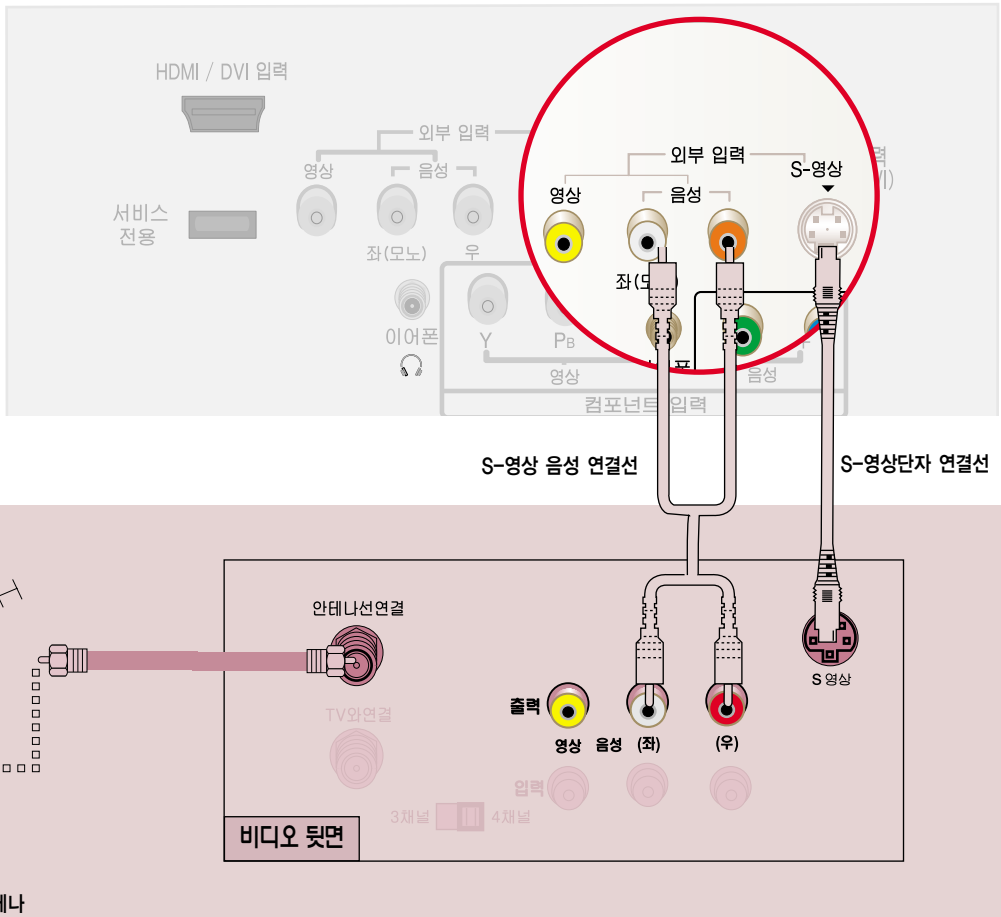 HDMI / DVI 입력
외부 입력
영상
음성
서비스
전용
좌(모노)
우
이어폰
Y
PB
영상
음성
컴포넌트 입력
외부 입력
S-영상
영상
음성
S-영상 음성 연결선
S-영상단자 연결선
안테나선연결
TV와연결
출력
영상
음성
(좌)
(우)
S 영상
입력
3채널
4채널
비디오 뒷면